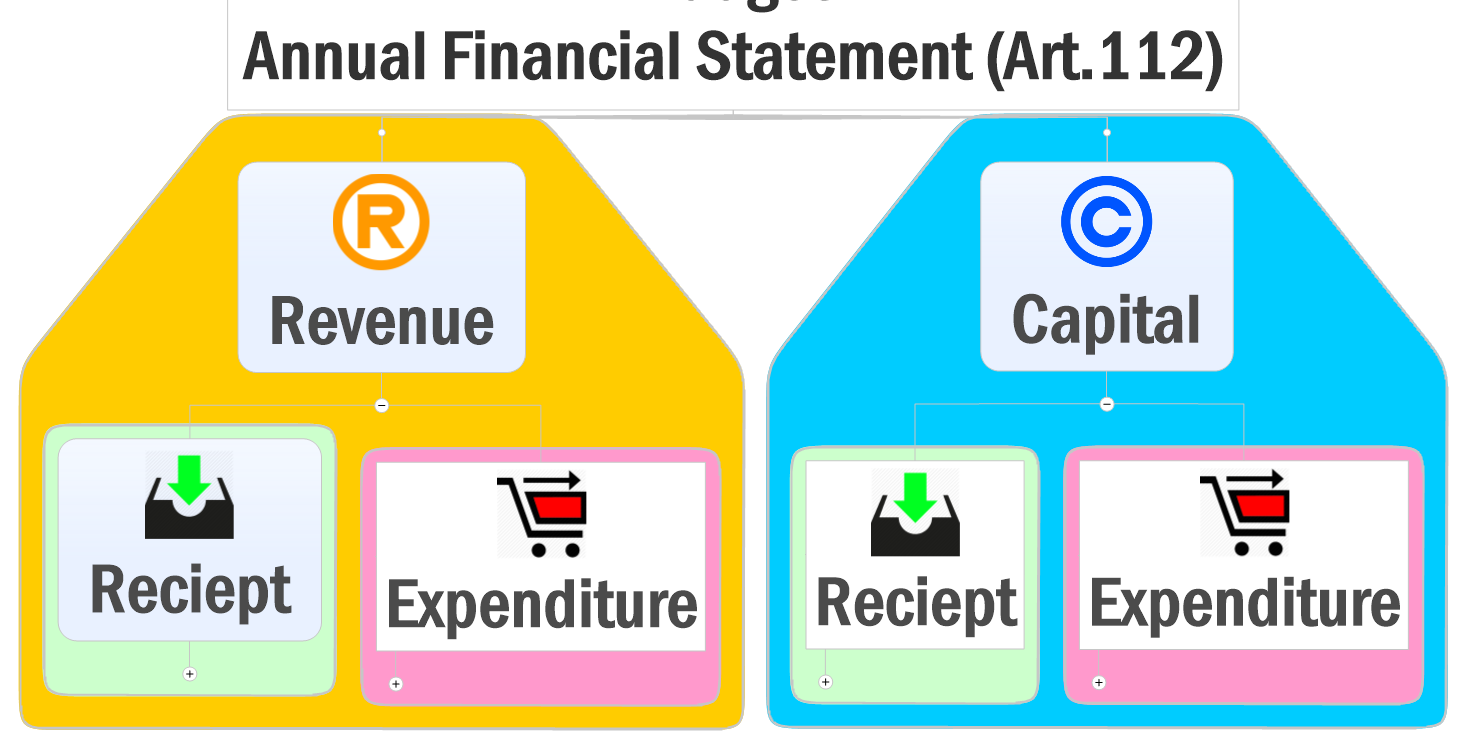 Annual Financial Statement (Art.112)
R
C
Revenue
Capital
Reciept
Expenditure
Reciept
Expenditure